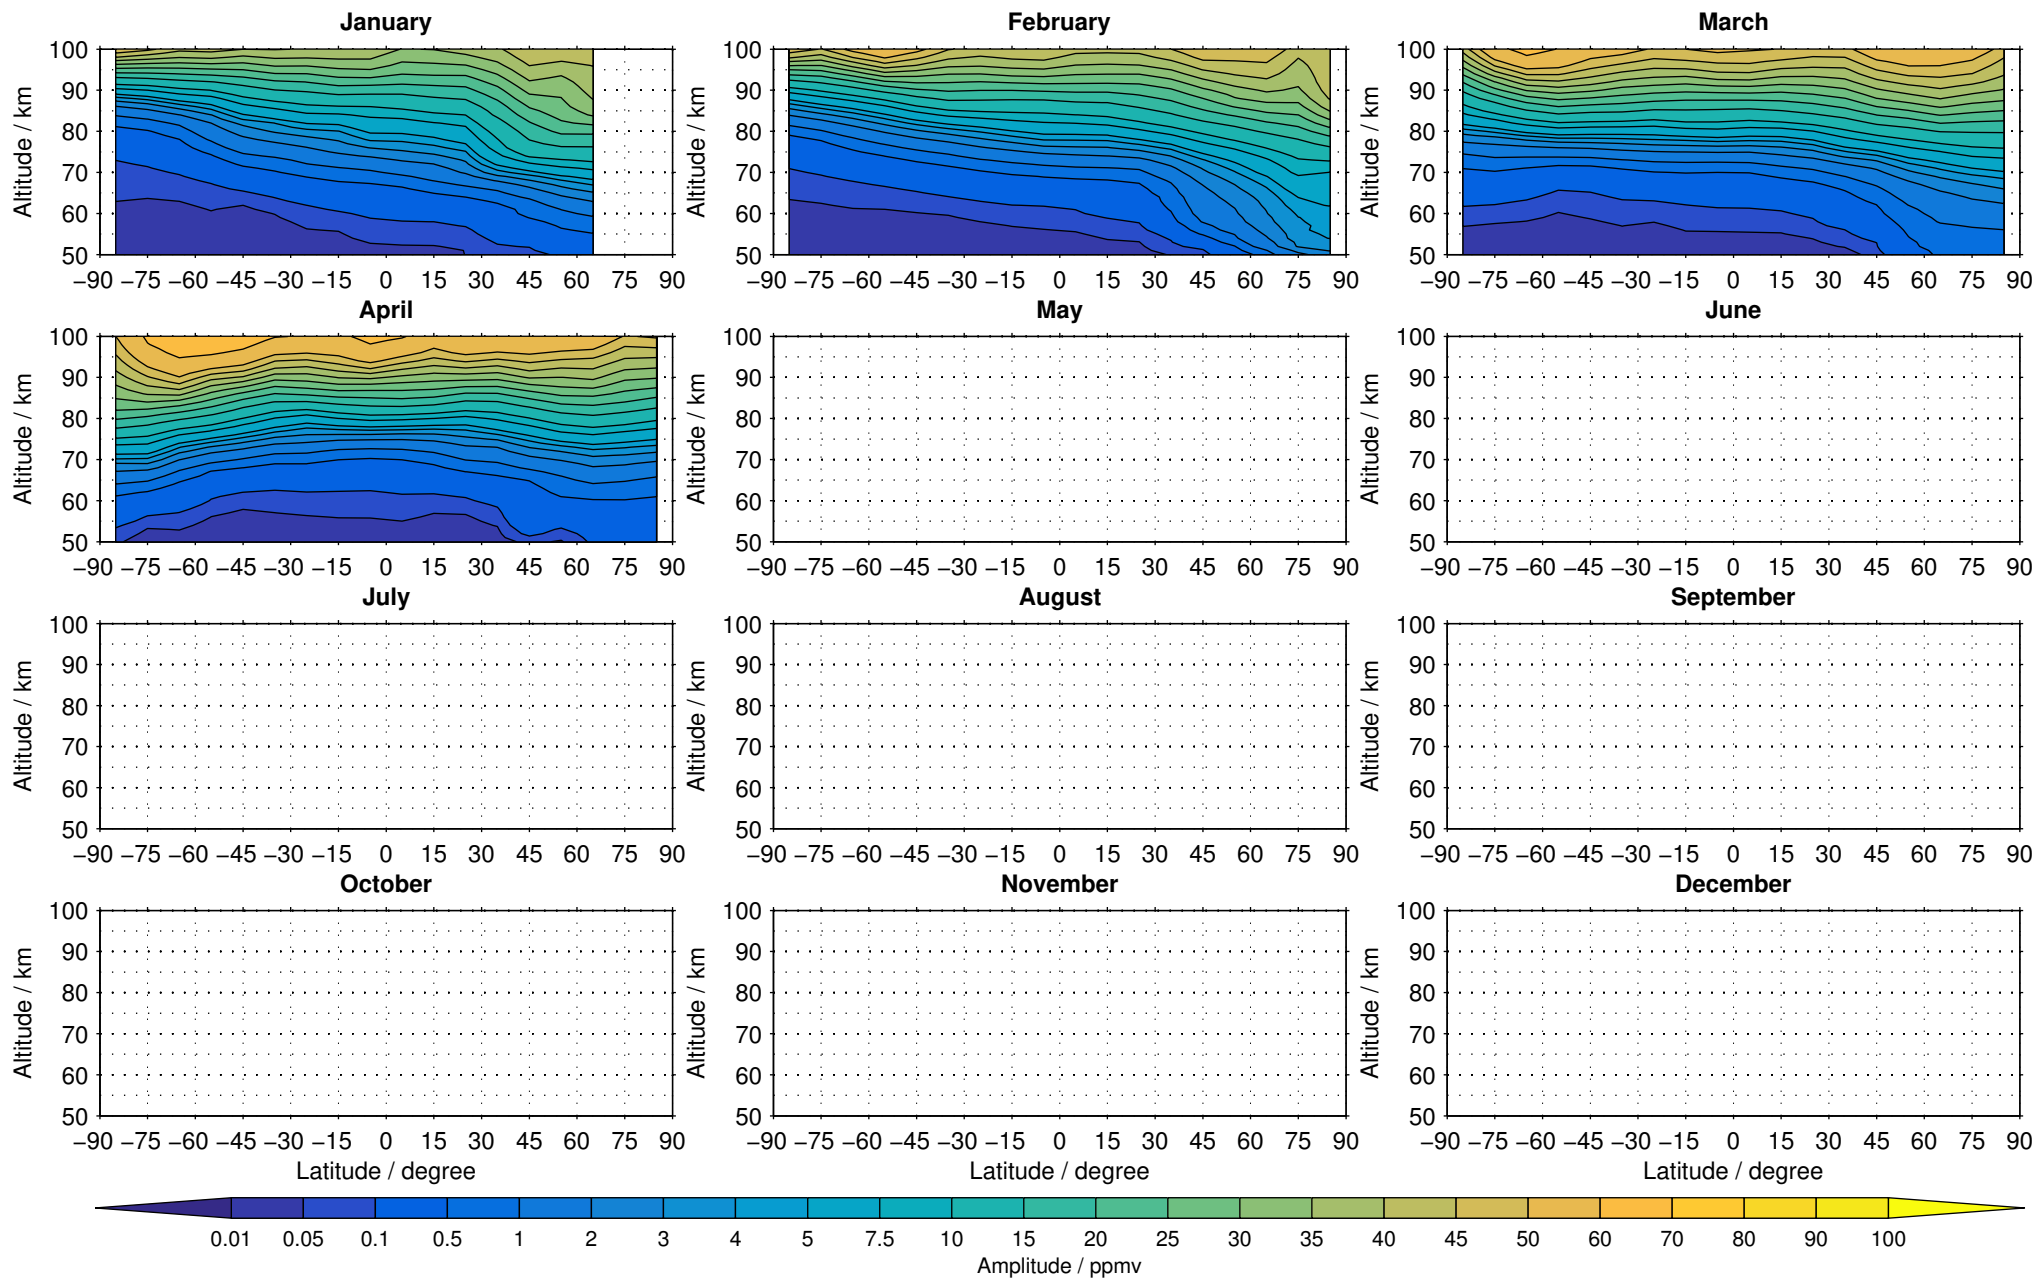 January February March
100 100 100
90 90 90
80 80 80
70 70 70
60 60 60
50 50 50
Altitude / km Altitude / km Altitude / km
−90 −75 −60 −45 −30 −15 0 15 30 45 60 75 90 −90 −75 −60 −45 −30 −15 0 15 30 45 60 75 90 −90 −75 −60 −45 −30 −15 0 15 30 45 60 75 90
April May June
100 100 100
90 90 90
80 80 80
70 70 70
60 60 60
50 50 50
Altitude / km Altitude / km Altitude / km
−90 −75 −60 −45 −30 −15 0 15 30 45 60 75 90 −90 −75 −60 −45 −30 −15 0 15 30 45 60 75 90 −90 −75 −60 −45 −30 −15 0 15 30 45 60 75 90
July August September
100 100 100
90 90 90
80 80 80
70 70 70
60 60 60
50 50 50
Altitude / km Altitude / km Altitude / km
−90 −75 −60 −45 −30 −15 0 15 30 45 60 75 90 −90 −75 −60 −45 −30 −15 0 15 30 45 60 75 90 −90 −75 −60 −45 −30 −15 0 15 30 45 60 75 90
October November December
100 100 100
90 90 90
80 80 80
70 70 70
60 60 60
50 50 50
Altitude / km Altitude / km Altitude / km
−90 −75 −60 −45 −30 −15 0 15 30 45 60 75 90 −90 −75 −60 −45 −30 −15 0 15 30 45 60 75 90 −90 −75 −60 −45 −30 −15 0 15 30 45 60 75 90
Latitude / degree Latitude / degree Latitude / degree
0.01 0.05 0.1 0.5 1 2 3 4 5 7.5 10 15 20 25 30 35 40 45 50 60 70 80 90 100
Amplitude / ppmv